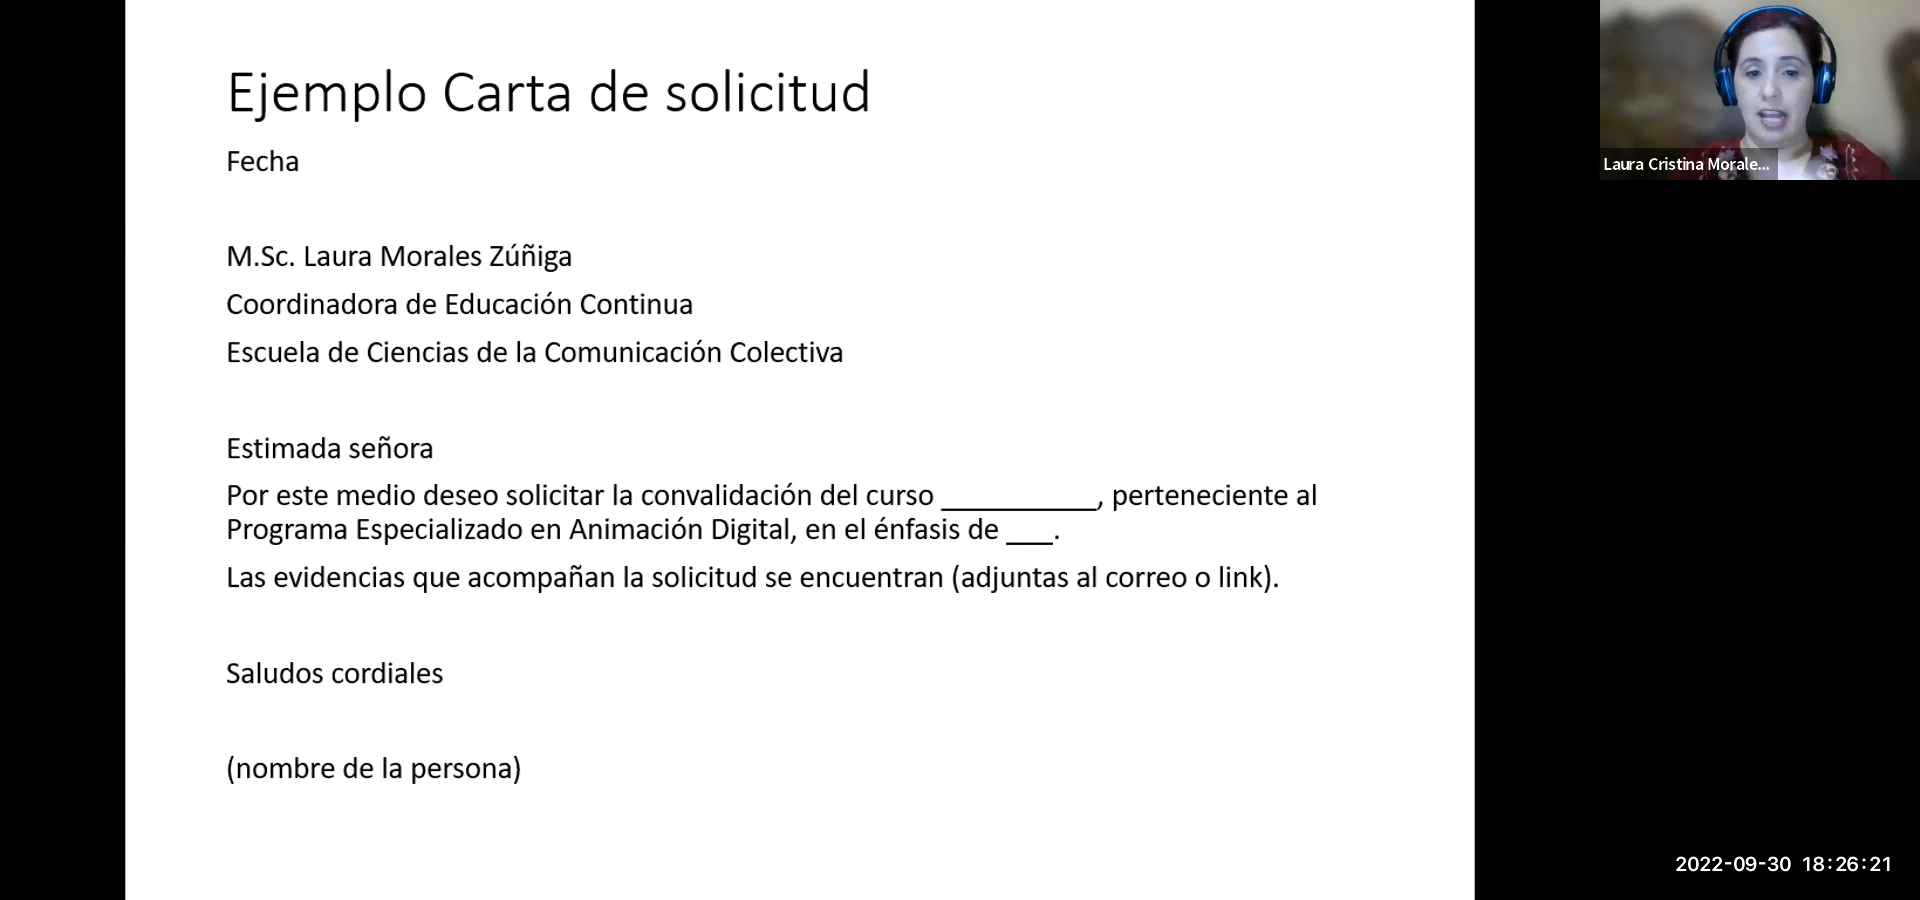 Ejemplo Carta de solicitud
Fecha
M.Sc. Laura Morales Zúñiga
Coordinadora de Educación Continua
Escuela de Ciencias de la Comunicación Colectiva
Estimada señora
Por este medio deseo solicitar la convalidación del curso __________, perteneciente al
Programa Especializado en Animación Digital, en el énfasis de ___.
Las evidencias que acompañan la solicitud se encuentran (adjuntas al correo o link).
Saludos cordiales
(nombre de la persona)
Laura Cristina Morale...
2022-09-30 18:26:21